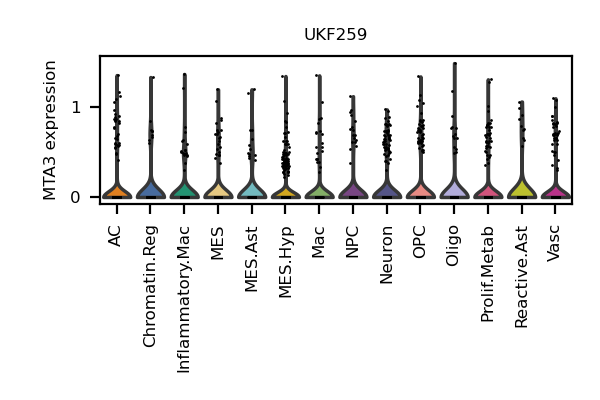 UKF259
MTA3 expression
1
0
AC
Chromatin.Reg
Inflammatory.Mac
MES
MES.Ast
MES.Hyp
Mac
NPC
Neuron
OPC
Oligo
Prolif.Metab
Reactive.Ast
Vasc